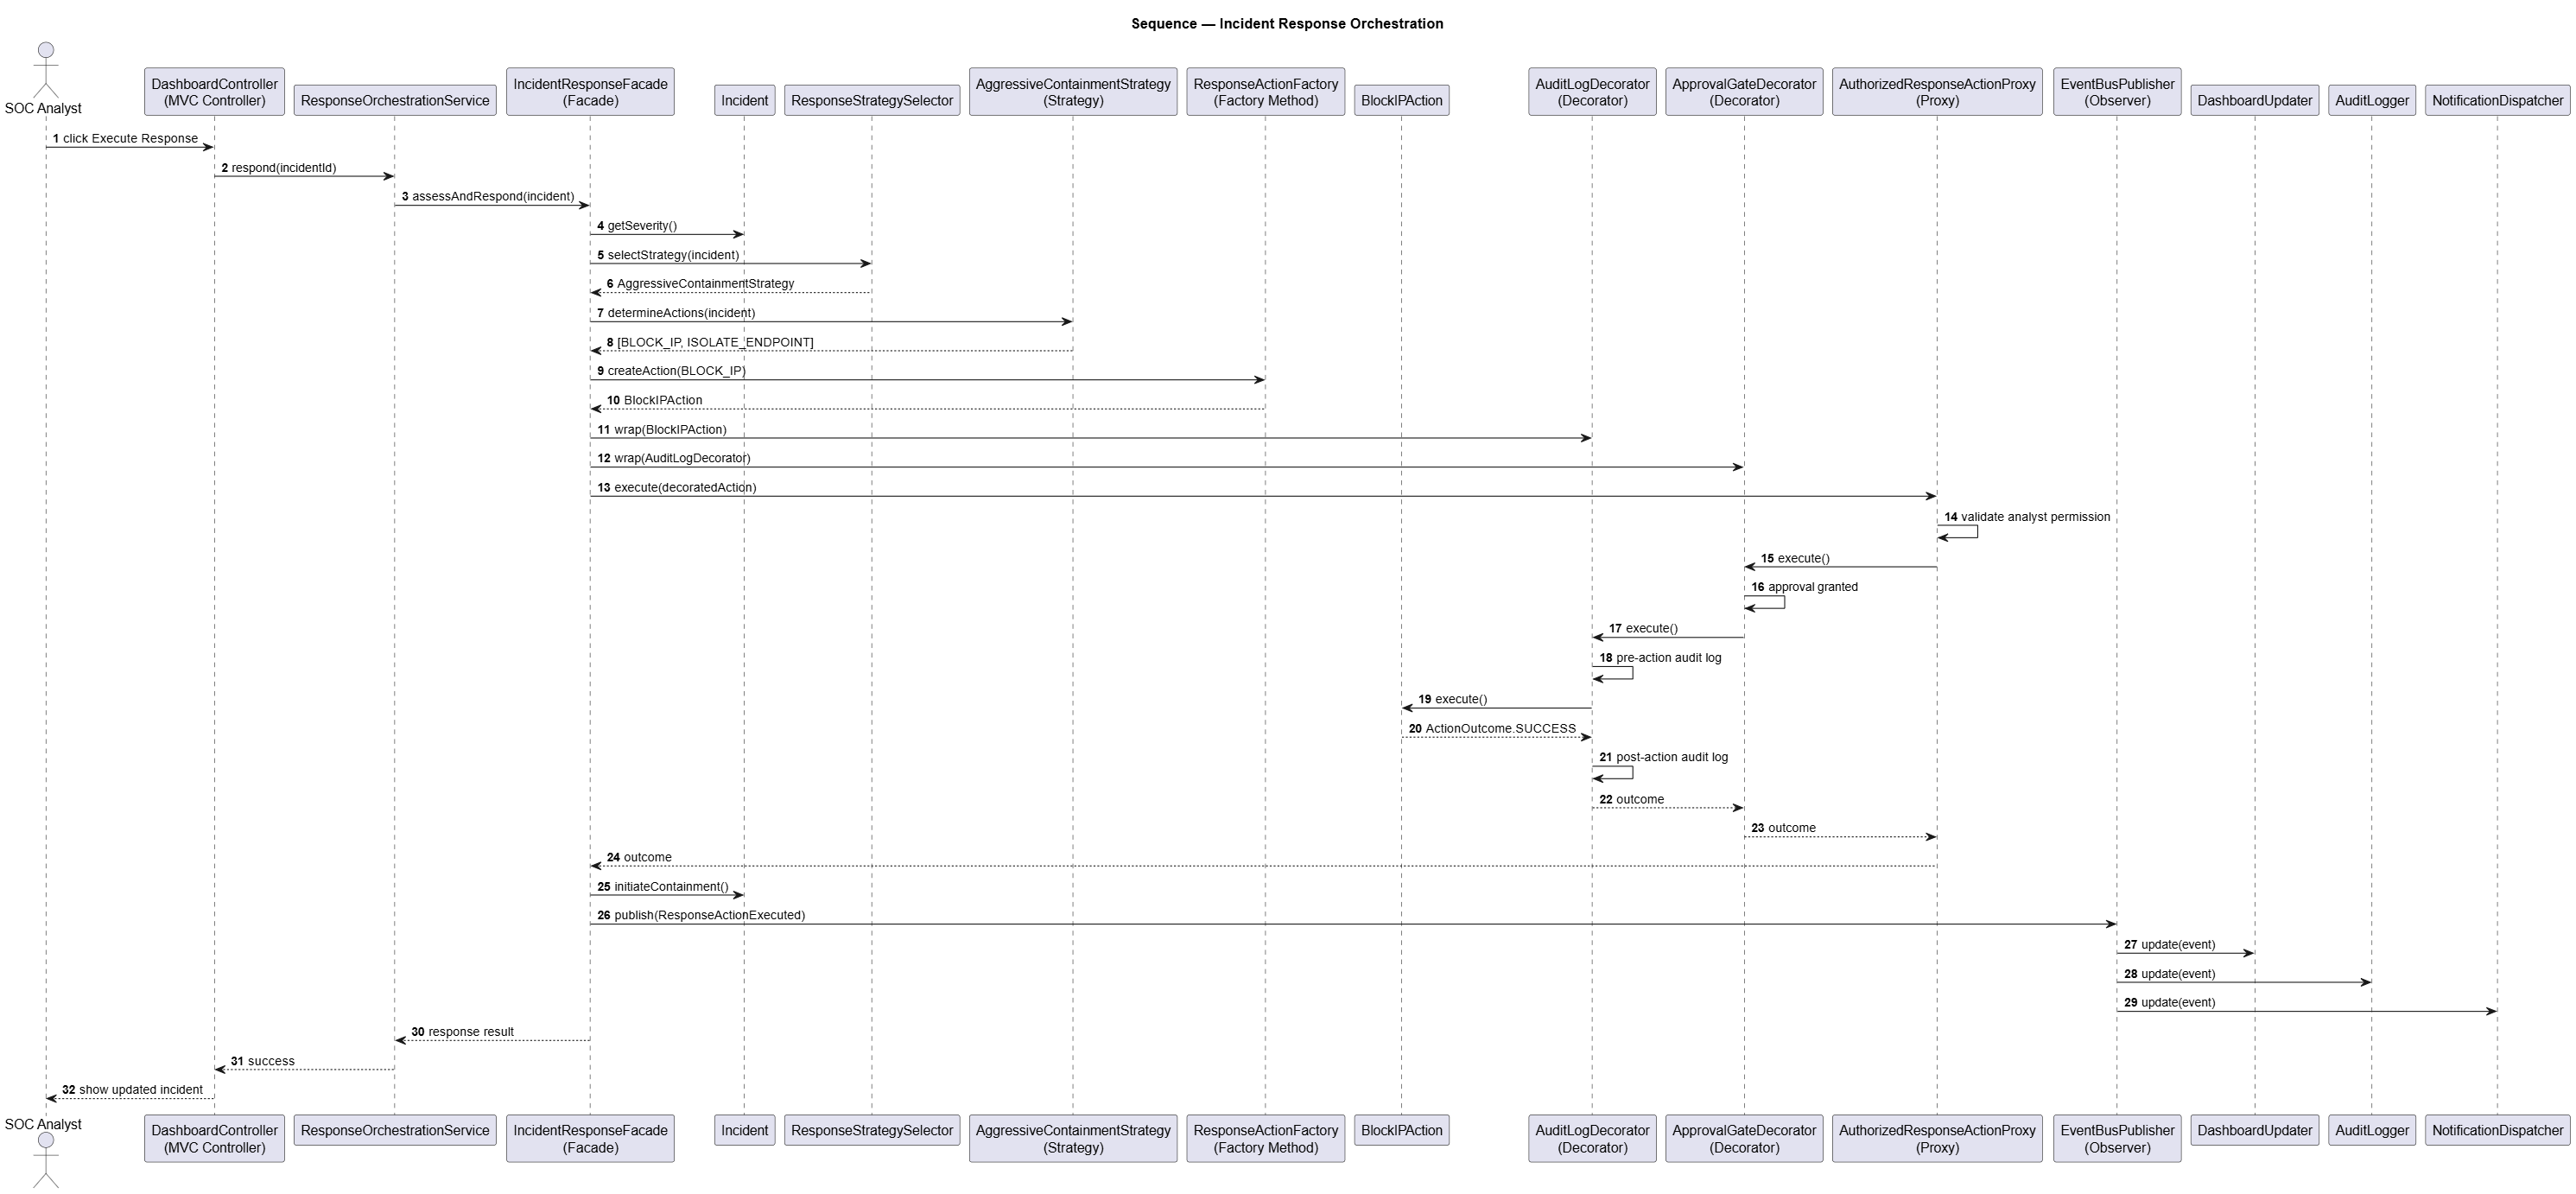 Sequence — Incident Response Orchestration
SOC Analyst
DashboardController
(MVC Controller)
ResponseOrchestrationService
IncidentResponseFacade
(Facade)
Incident
ResponseStrategySelector
AggressiveContainmentStrategy
(Strategy)
ResponseActionFactory
(Factory Method)
BlockIPAction
AuditLogDecorator
(Decorator)
ApprovalGateDecorator
(Decorator)
AuthorizedResponseActionProxy
(Proxy)
EventBusPublisher
(Observer)
DashboardUpdater
AuditLogger
NotificationDispatcher
1 click Execute Response
2 respond(incidentId)
3 assessAndRespond(incident)
4 getSeverity()
5 selectStrategy(incident)
6 AggressiveContainmentStrategy
7 determineActions(incident)
8 [BLOCK_IP, ISOLATE_ENDPOINT]
9 createAction(BLOCK_IP)
10 BlockIPAction
11 wrap(BlockIPAction)
12 wrap(AuditLogDecorator)
13 execute(decoratedAction)
14 validate analyst permission
15 execute()
16 approval granted
17 execute()
18 pre-action audit log
19 execute()
20 ActionOutcome.SUCCESS
21 post-action audit log
22 outcome
23 outcome
24 outcome
25 initiateContainment()
26 publish(ResponseActionExecuted)
27 update(event)
28 update(event)
29 update(event)
30 response result
31 success
32 show updated incident
SOC Analyst
DashboardController
(MVC Controller)
ResponseOrchestrationService
IncidentResponseFacade
(Facade)
Incident
ResponseStrategySelector
AggressiveContainmentStrategy
(Strategy)
ResponseActionFactory
(Factory Method)
BlockIPAction
AuditLogDecorator
(Decorator)
ApprovalGateDecorator
(Decorator)
AuthorizedResponseActionProxy
(Proxy)
EventBusPublisher
(Observer)
DashboardUpdater
AuditLogger
NotificationDispatcher